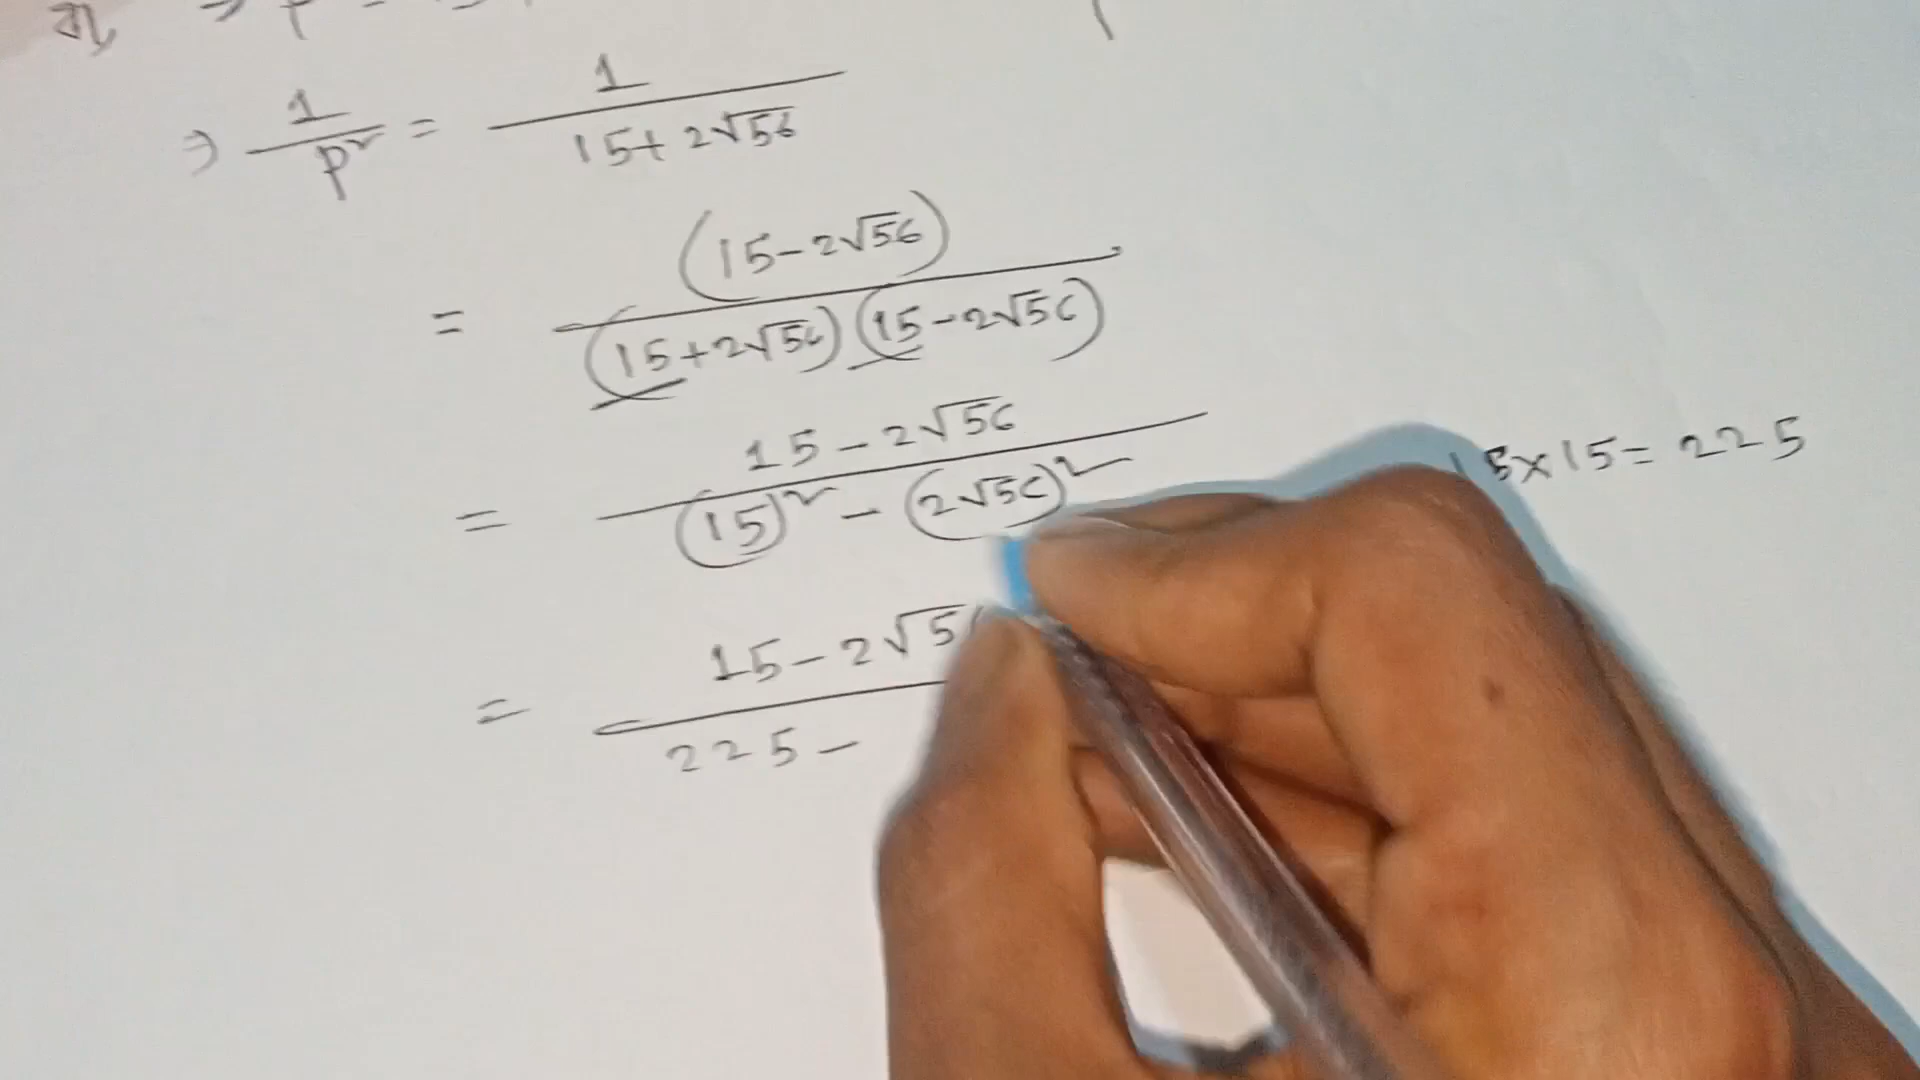 ⇒ 1/p² = 1/(15+2√56)
= (15-2√56)/(15+2√56)(15-2√56)
= 15-2√56/(15)² - (2√56)²
15×15= 225
= 15-2√5/225-